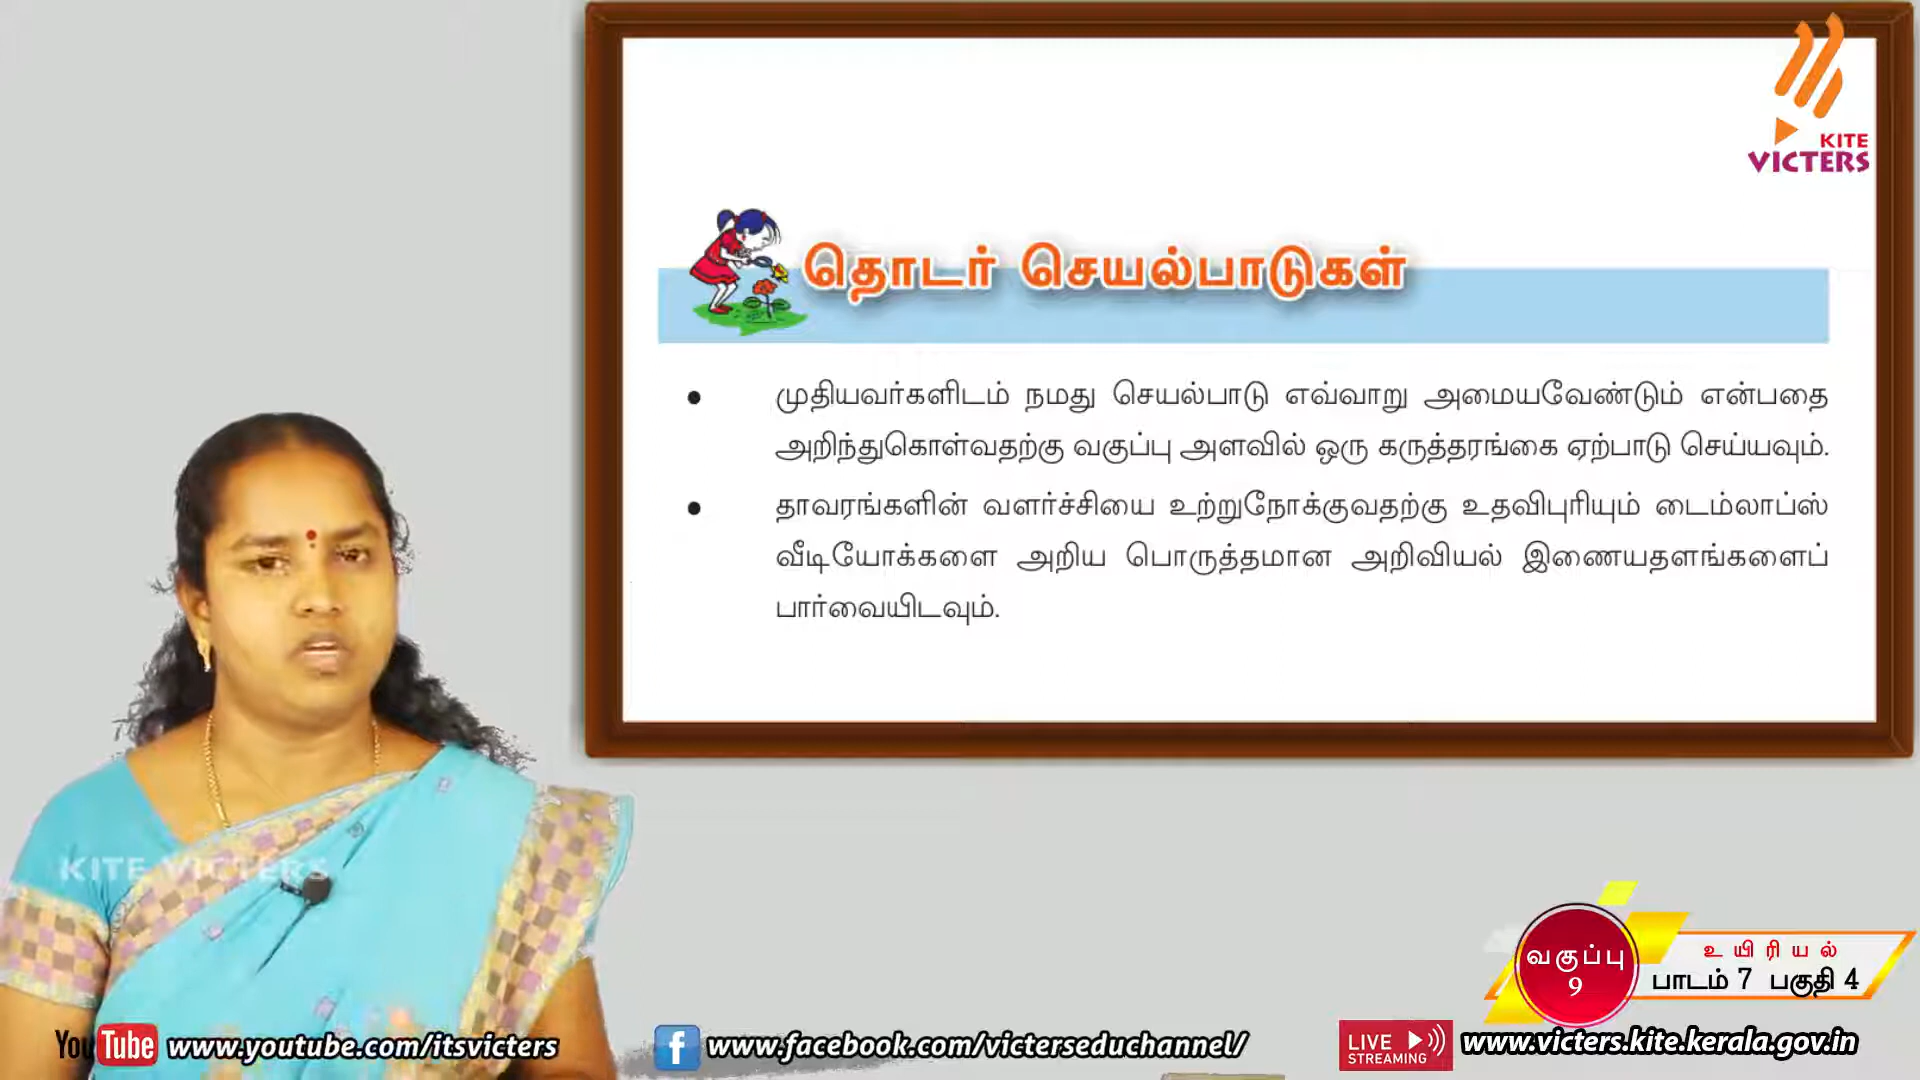 KITE
VICTERS
தொடர் செயல்பாடுகள்
• முதியவர்களிடம் நமது செயல்பாடு எவ்வாறு அமையவேண்டும் என்பதை
அறிந்துகொள்வதற்கு வகுப்பு அளவில் ஒரு கருத்தரங்கை ஏற்பாடு செய்யவும்.
• தாவரங்களின் வளர்ச்சியை உற்றுநோக்குவதற்கு உதவிபுரியும் டைம்லாப்ஸ்
வீடியோக்களை அறிய பொருத்தமான அறிவியல் இணையதளங்களைப்
பார்வையிடவும்.
KITE VICTERS
வகுப்பு
9
உயிரியல்
பாடம் 7 பகுதி 4
YouTube www.youtube.com/itsvicters
f www.facebook.com/victerseduchannel/
LIVE
STREAMING
www.victers.kite.kerala.gov.in